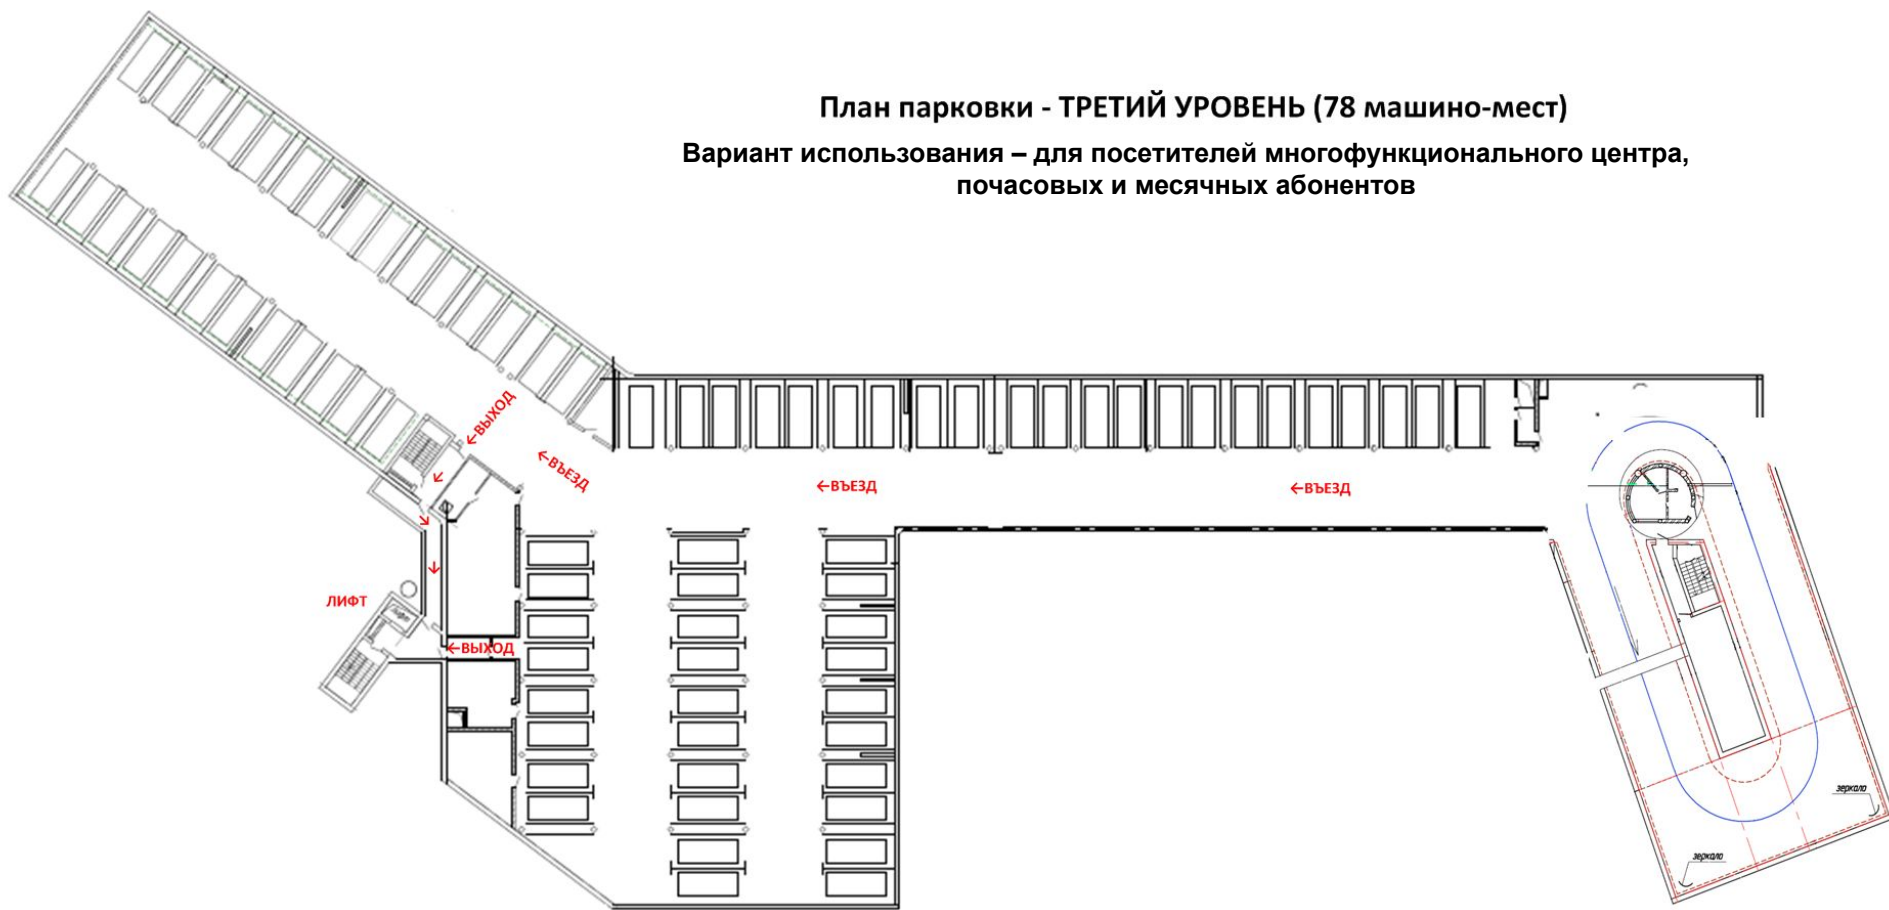 План парковки - ТРЕТИЙ УРОВЕНЬ (78 машино-мест)
Вариант использования – для посетителей многофункционального центра,
почасовых и месячных абонентов
←ВЫХОД
←ВЪЕЗД
←ВЪЕЗД
←ВЪЕЗД
ЛИФТ
←ВЫХОД
зеркало
зеркало